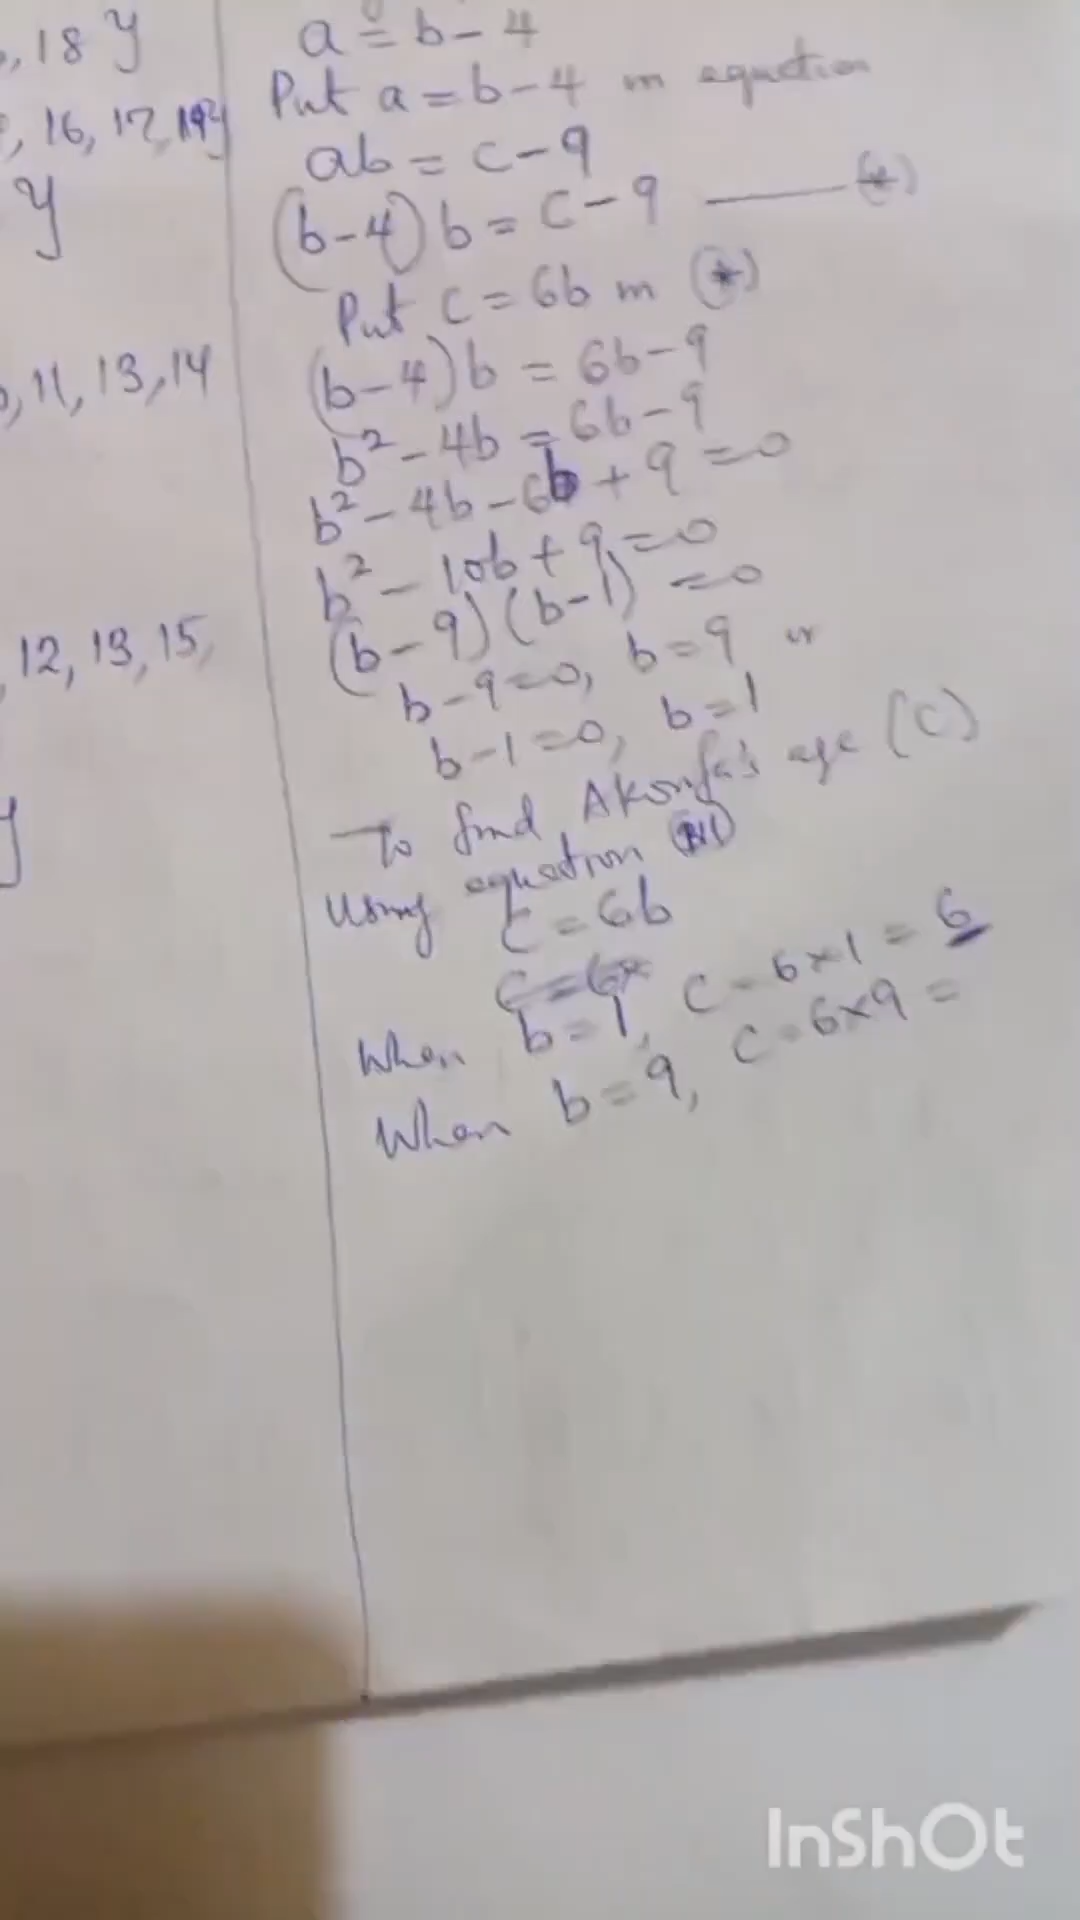 , 18 y
, 16, 17, 19y
y
, 11, 13, 14
, 12, 13, 15,
y
a = b - 4
Put a = b - 4 in equation
ab = c - 9
(b - 4) b = c - 9 ——— (*)
Put c = 6b in (*)
(b - 4) b = 6b - 9
b² - 4b = 6b - 9
b² - 4b - 6b + 9 = 0
b² - 10b + 9 = 0
(b - 9) (b - 1) = 0
b - 9 = 0, b = 9 or
b - 1 = 0, b = 1
To find Akonfa's age (C)
Using equation
c = 6b
c = 6×
When b = 1, c = 6×1 = 6
When b = 9, c = 6×9 =
InShOt